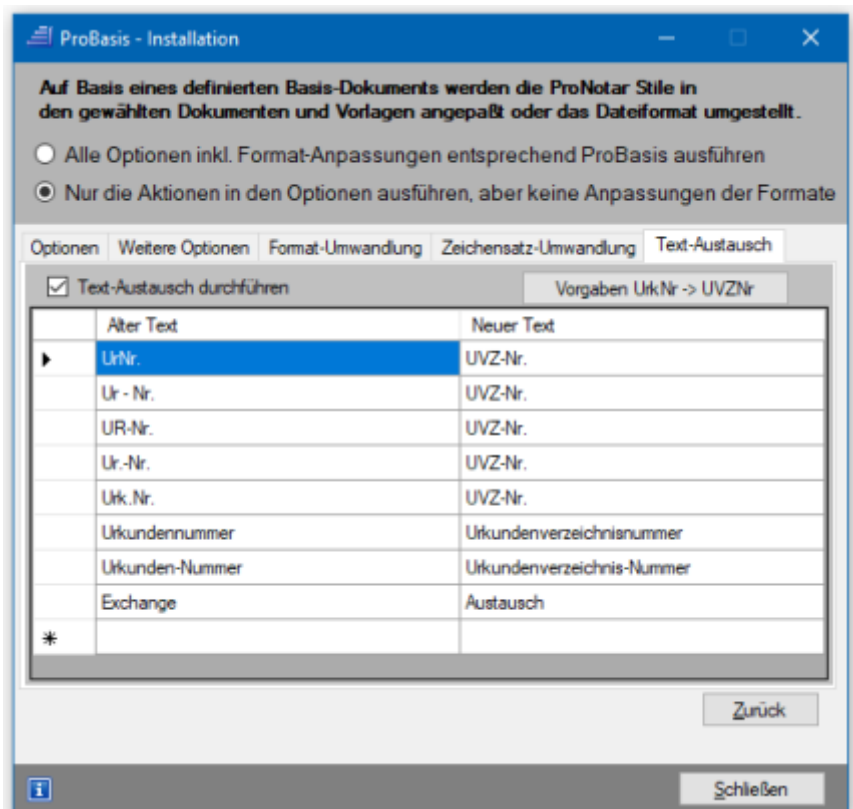 ProBasis - Installation
Auf Basis eines definierten Basis-Dokuments werden die ProNotar Stile in
den gewählten Dokumenten und Vorlagen angepaßt oder das Dateiformat umgestellt.
Alle Optionen inkl. Format-Anpassungen entsprechend ProBasis ausführen
Nur die Aktionen in den Optionen ausführen, aber keine Anpassungen der Formate
Optionen Weitere Optionen Format-Umwandlung Zeichensatz-Umwandlung Text-Austausch
Text-Austausch durchführen Vorgaben UrkNr -> UVZNr
Alter Text Neuer Text
UrNr. UVZ-Nr.
Ur - Nr. UVZ-Nr.
UR-Nr. UVZ-Nr.
Ur.-Nr. UVZ-Nr.
Urk.Nr. UVZ-Nr.
Urkundennummer Urkundenverzeichnisnummer
Urkunden-Nummer Urkundenverzeichnis-Nummer
Exchange Austausch
Zurück
Schließen